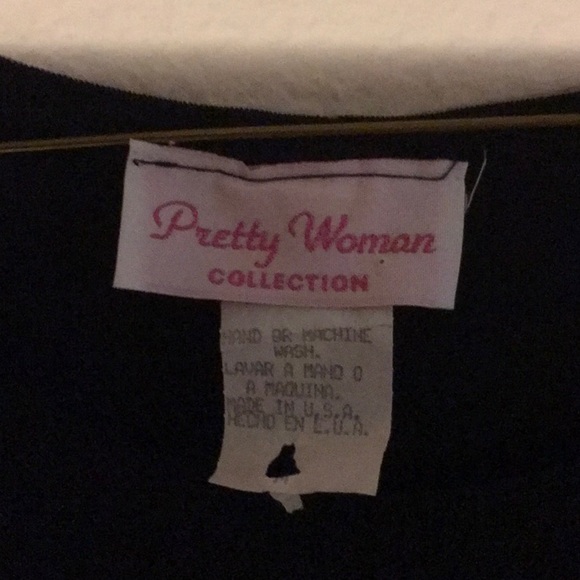 Pretty Woman
COLLECTION
HAND OR MACHINE
WASH.
LAVAR A MANO O
A MAQUINA.
MADE IN U.S.A.
HECHO EN E.U.A.